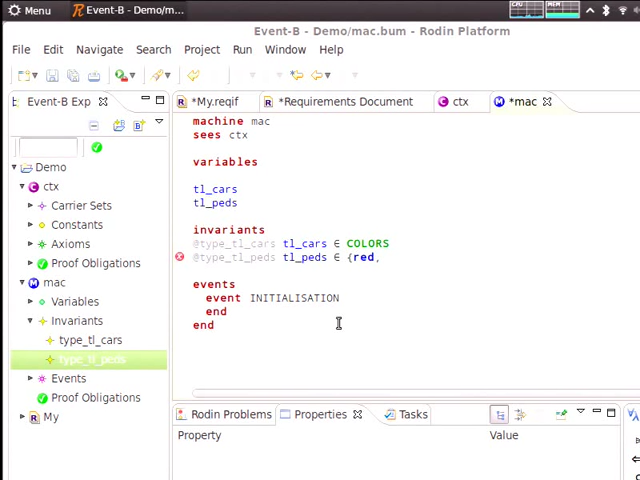 Menu
Event-B - Demo/m...
CPU
MEM
Event-B - Demo/mac.bum - Rodin Platform
File Edit Navigate Search Project Run Window Help
Event-B Exp
*My.reqif
*Requirements Document
ctx
*mac
Demo
ctx
Carrier Sets
Constants
Axioms
Proof Obligations
mac
Variables
Invariants
type_tl_cars
type_tl_peds
Events
Proof Obligations
My
machine mac
sees ctx
variables
tl_cars
tl_peds
invariants
@type_tl_cars tl_cars ∈ COLORS
@type_tl_peds tl_peds ∈ {red,
events
event INITIALISATION
end
end
Rodin Problems
Properties
Tasks
Property Value